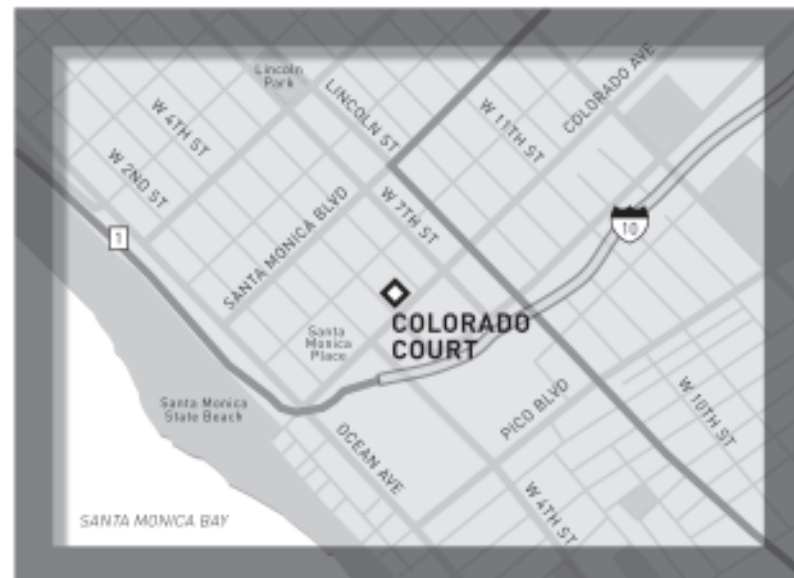 Lincoln
Park
LINCOLN ST
W 4TH ST
W 11TH ST
COLORADO AVE
W 2ND ST
W 7TH ST
SANTA MONICA BLVD
10
1
COLORADO
COURT
Santa
Monica
Place
Santa Monica
State Beach
PICO BLVD
W 10TH ST
OCEAN AVE
W 4TH ST
SANTA MONICA BAY